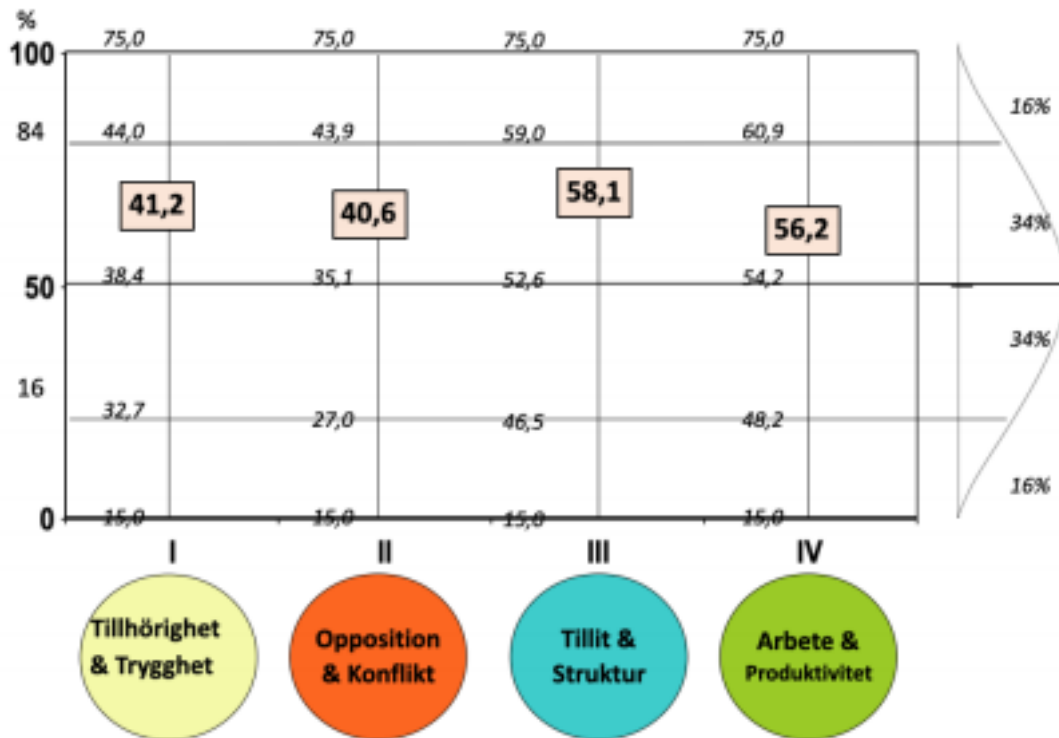 %
75,0 75,0 75,0 75,0
100
16%
84 44,0 43,9 59,0 60,9
41,2 40,6 58,1 56,2
34%
38,4 35,1 52,6 54,2
50
34%
16
32,7 27,0 46,5 48,2
16%
0 15,0 15,0 15,0 15,0
I II III IV
Tillhörighet
& Trygghet
Opposition
& Konflikt
Tillit &
Struktur
Arbete &
Produktivitet